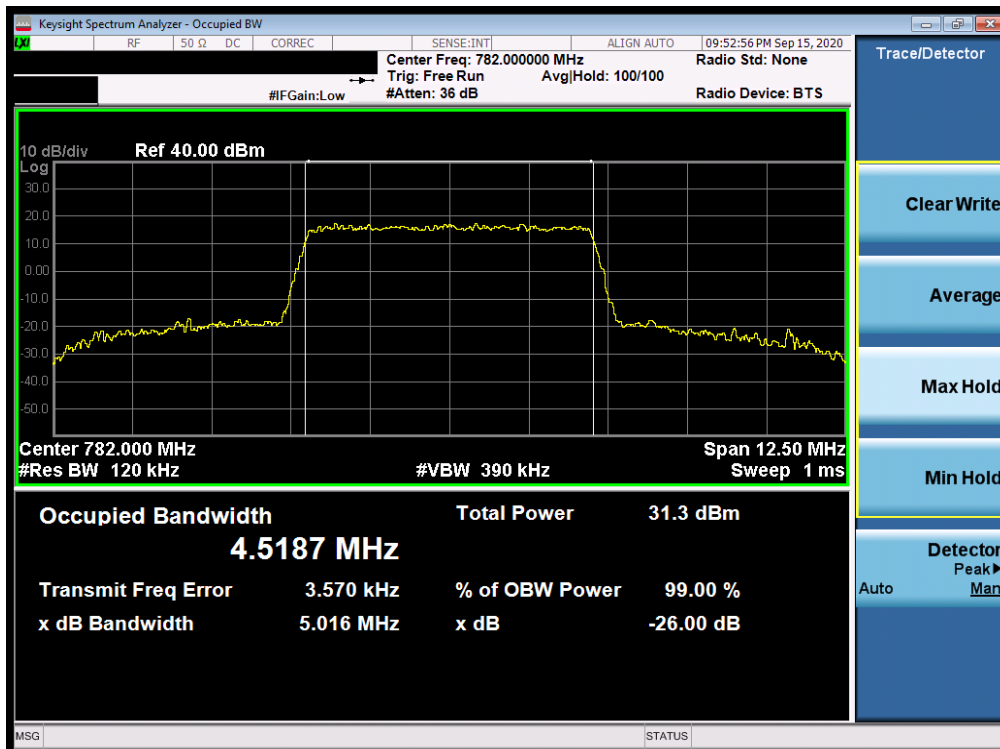 Keysight Spectrum Analyzer - Occupied BW
LXI RF 50 Ω DC CORREC SENSE:INT ALIGN AUTO 09:52:56 PM Sep 15, 2020
Center Freq: 782.000000 MHz Radio Std: None
Trig: Free Run Avg|Hold: 100/100
#IFGain:Low #Atten: 36 dB Radio Device: BTS
10 dB/div Ref 40.00 dBm
Log
30.0
20.0
10.0
0.00
-10.0
-20.0
-30.0
-40.0
-50.0
Center 782.000 MHz Span 12.50 MHz
#Res BW 120 kHz #VBW 390 kHz Sweep 1 ms
Occupied Bandwidth Total Power 31.3 dBm
4.5187 MHz
Transmit Freq Error 3.570 kHz % of OBW Power 99.00 %
x dB Bandwidth 5.016 MHz x dB -26.00 dB
MSG STATUS
Trace/Detector
Clear Write
Average
Max Hold
Min Hold
Detector
Peak▶
Auto Man